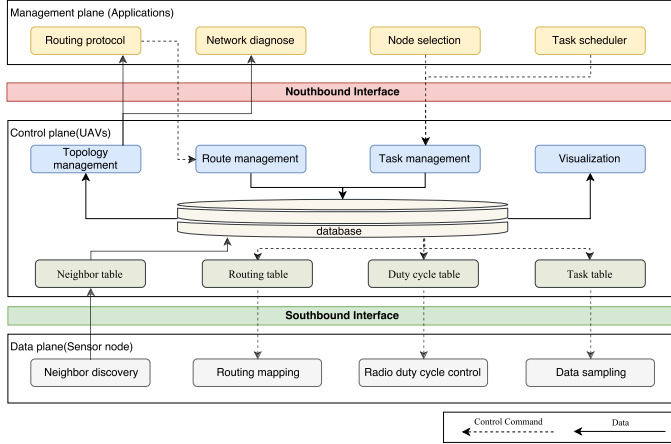 Management plane (Applications)
Routing protocol
Network diagnose
Node selection
Task scheduler
Nouthbound Interface
Control plane(UAVs)
Topology
management
Route management
Task management
Visualization
database
Neighbor table
Routing table
Duty cycle table
Task table
Southbound Interface
Data plane(Sensor node)
Neighbor discovery
Routing mapping
Radio duty cycle control
Data sampling
Control Command
Data